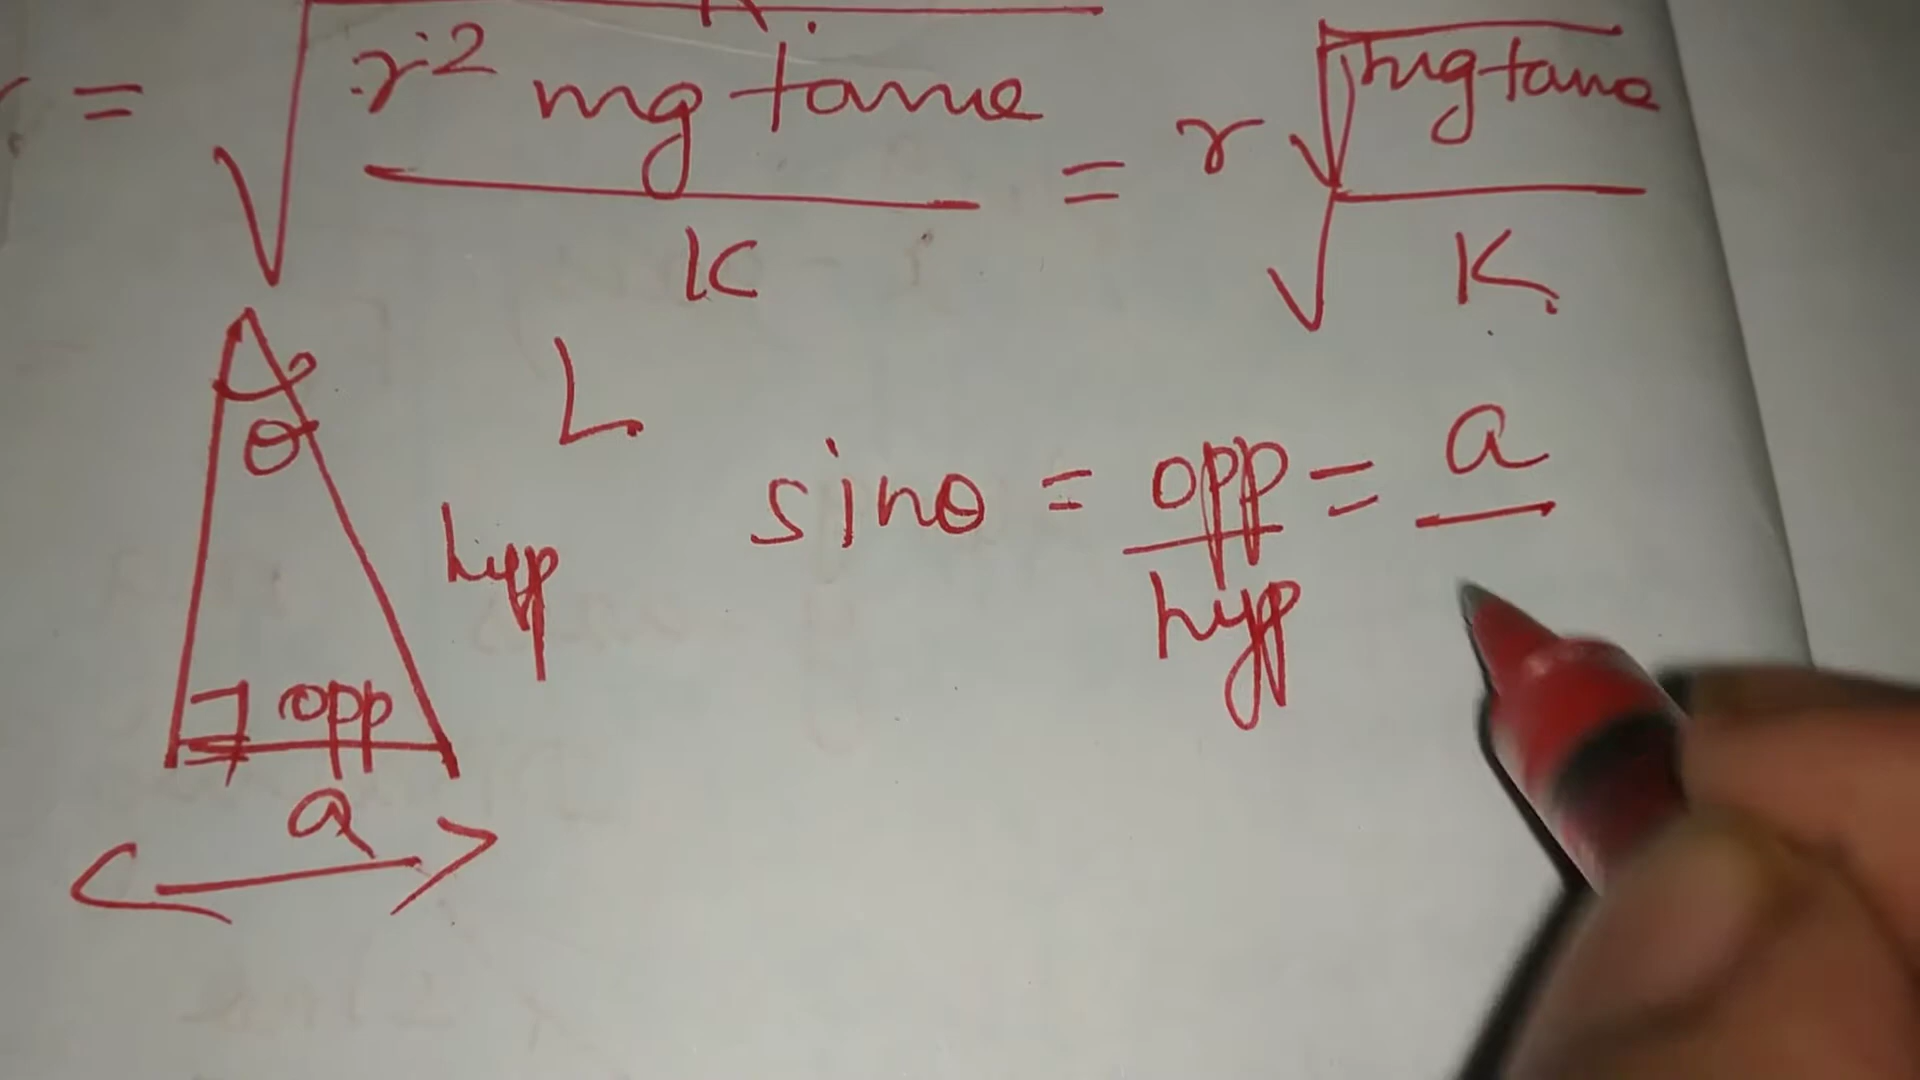 = √ r² mg tanθ / K = r √ mg tanθ / K
θ
L
hyp
sinθ = opp / hyp = a /
opp
a